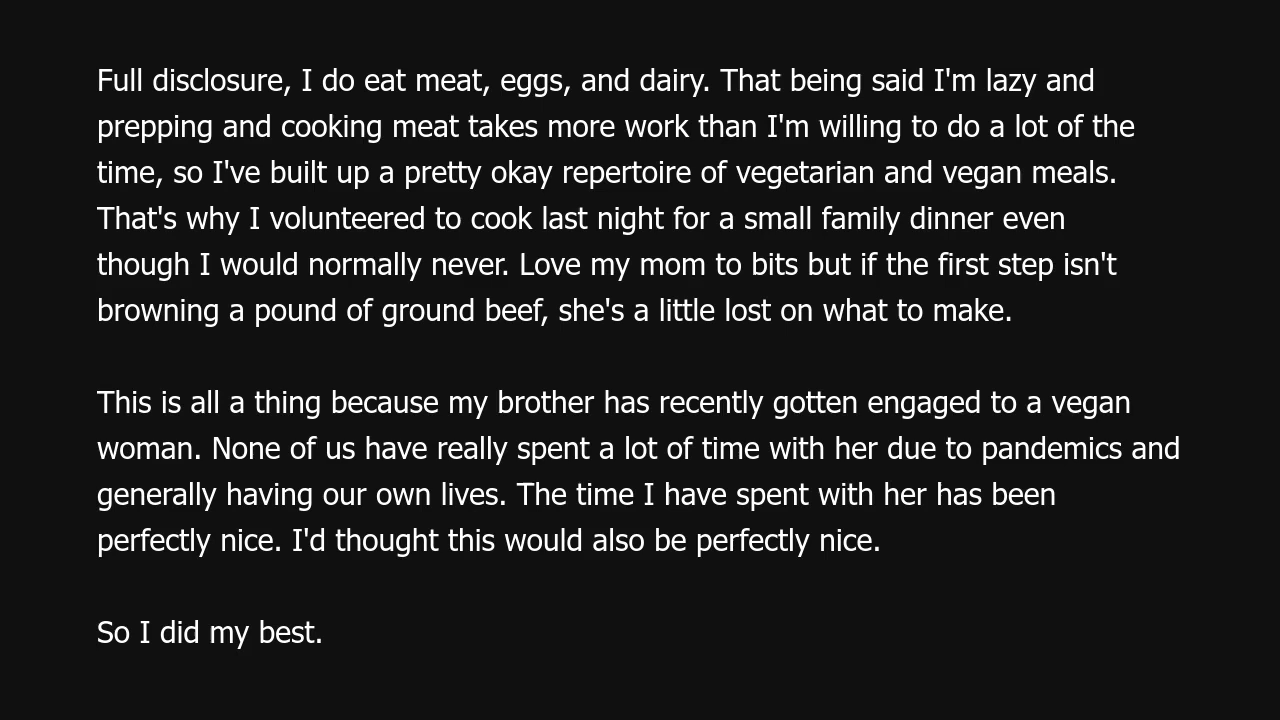 Full disclosure, I do eat meat, eggs, and dairy. That being said I'm lazy and
prepping and cooking meat takes more work than I'm willing to do a lot of the
time, so I've built up a pretty okay repertoire of vegetarian and vegan meals.
That's why I volunteered to cook last night for a small family dinner even
though I would normally never. Love my mom to bits but if the first step isn't
browning a pound of ground beef, she's a little lost on what to make.
This is all a thing because my brother has recently gotten engaged to a vegan
woman. None of us have really spent a lot of time with her due to pandemics and
generally having our own lives. The time I have spent with her has been
perfectly nice. I'd thought this would also be perfectly nice.
So I did my best.